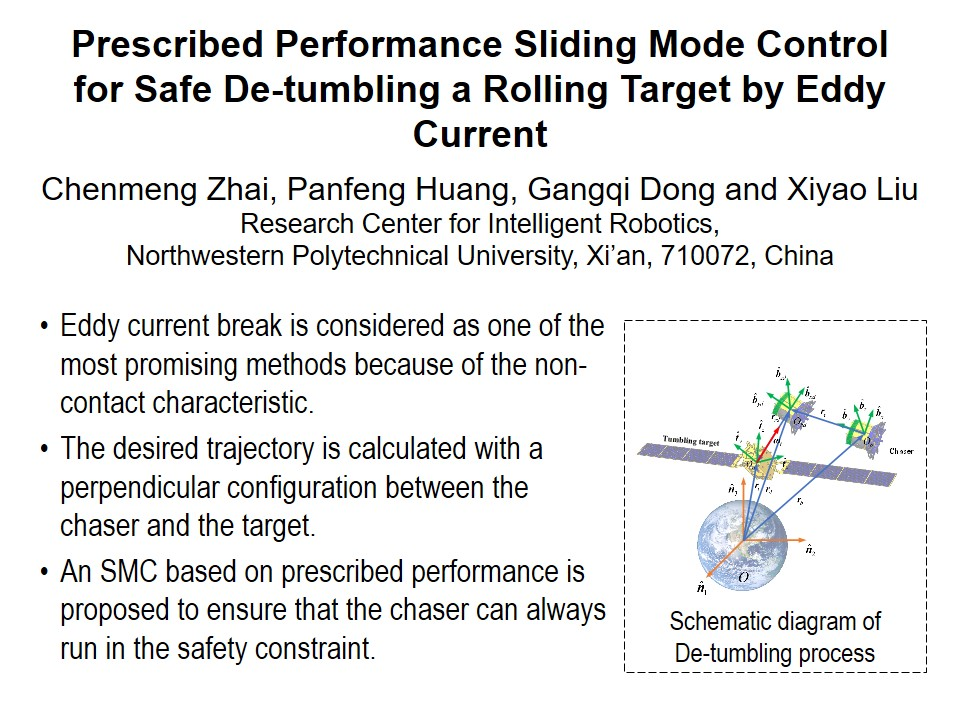 Prescribed Performance Sliding Mode Control
for Safe De-tumbling a Rolling Target by Eddy
Current
Chenmeng Zhai, Panfeng Huang, Gangqi Dong and Xiyao Liu
Research Center for Intelligent Robotics,
Northwestern Polytechnical University, Xi’an, 710072, China
• Eddy current break is considered as one of the
most promising methods because of the non-
contact characteristic.
• The desired trajectory is calculated with a
perpendicular configuration between the
chaser and the target.
• An SMC based on prescribed performance is
proposed to ensure that the chaser can always
run in the safety constraint.
Tumbling target
Chaser
O
Schematic diagram of
De-tumbling process